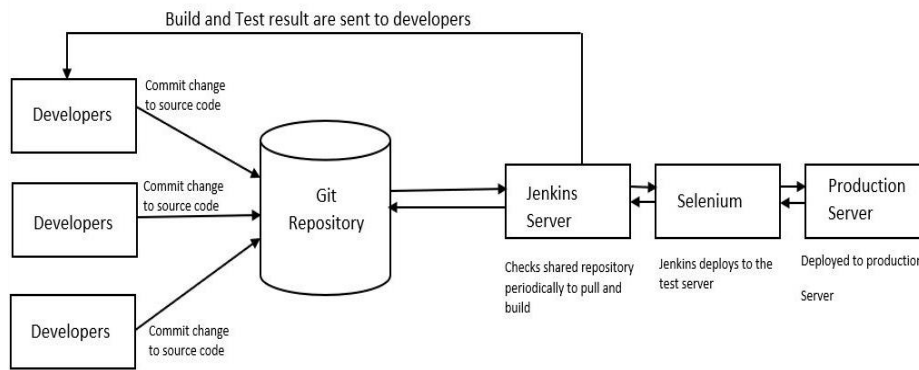 Build and Test result are sent to developers
Developers
Commit change
to source code
Developers
Commit change
to source code
Developers
Commit change
to source code
Git
Repository
Jenkins
Server
Checks shared repository
periodically to pull and
build
Selenium
Jenkins deploys to the
test server
Production
Server
Deployed to production
Server